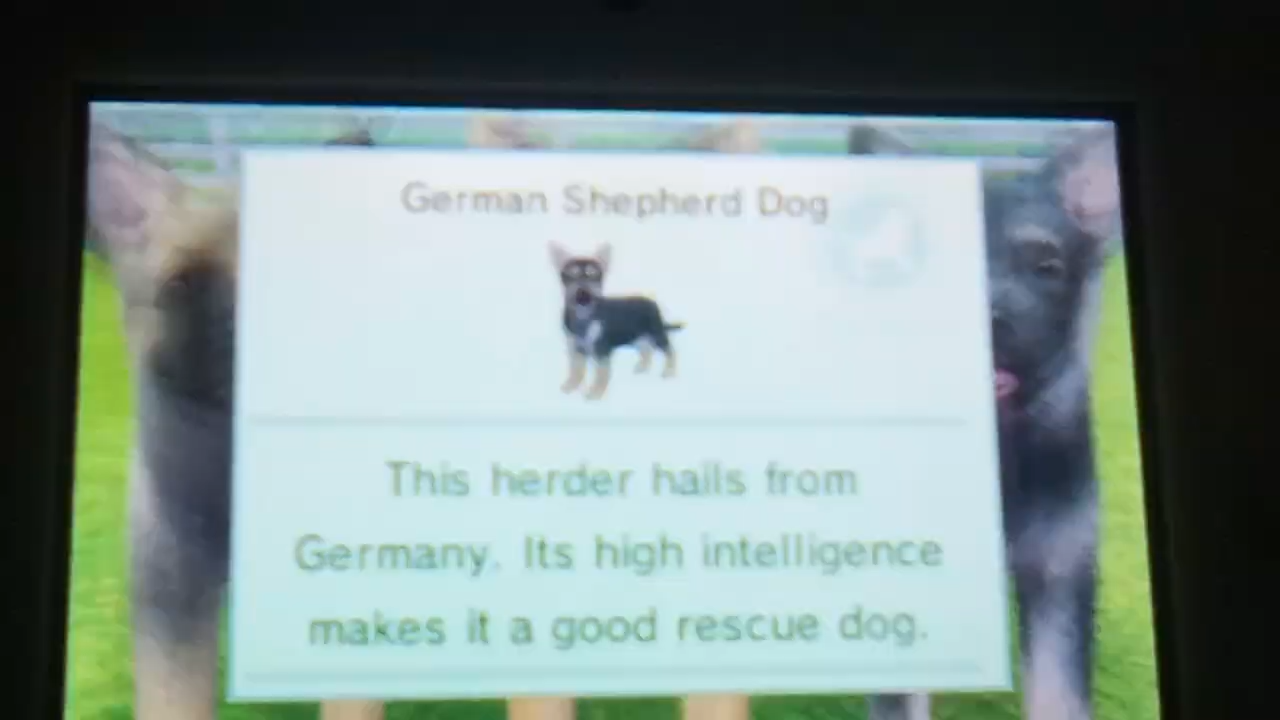 German Shepherd Dog
This herder hails from
Germany. Its high intelligence
makes it a good rescue dog.